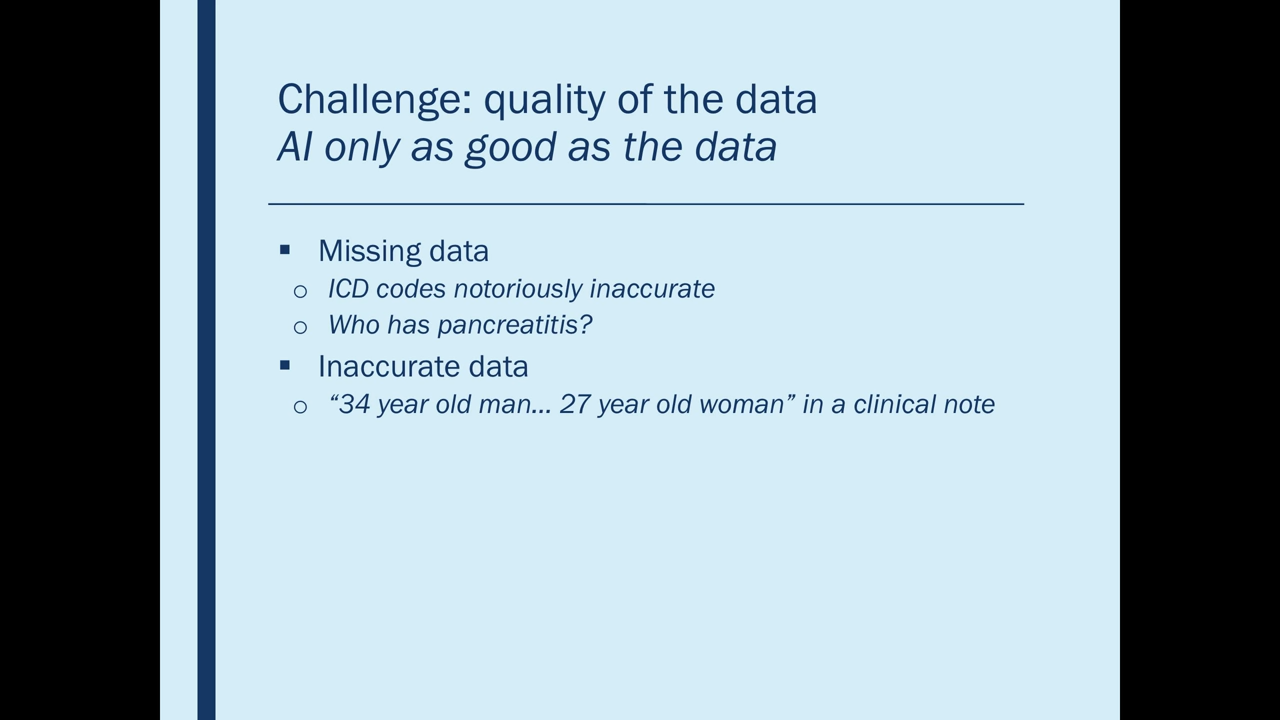 Challenge: quality of the data
AI only as good as the data
▪ Missing data
o ICD codes notoriously inaccurate
o Who has pancreatitis?
▪ Inaccurate data
o “34 year old man... 27 year old woman” in a clinical note